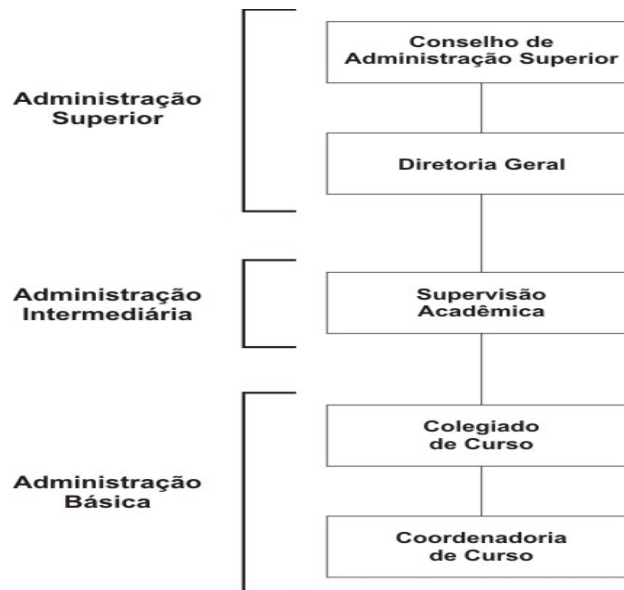 Conselho de
Administração Superior
Administração
Superior
Diretoria Geral
Administração
Intermediária
Supervisão
Acadêmica
Colegiado
de Curso
Administração
Básica
Coordenadoria
de Curso